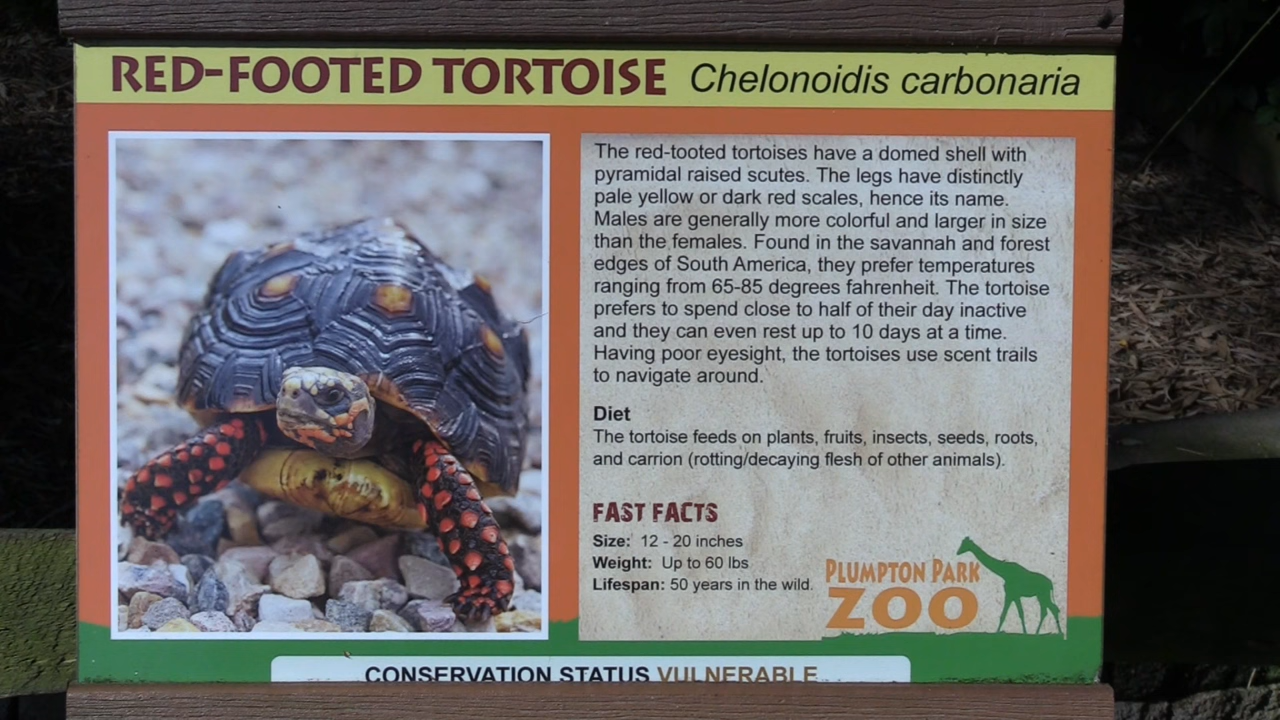 RED-FOOTED TORTOISE Chelonoidis carbonaria
The red-tooted tortoises have a domed shell with
pyramidal raised scutes. The legs have distinctly
pale yellow or dark red scales, hence its name.
Males are generally more colorful and larger in size
than the females. Found in the savannah and forest
edges of South America, they prefer temperatures
ranging from 65-85 degrees fahrenheit. The tortoise
prefers to spend close to half of their day inactive
and they can even rest up to 10 days at a time.
Having poor eyesight, the tortoises use scent trails
to navigate around.
Diet
The tortoise feeds on plants, fruits, insects, seeds, roots,
and carrion (rotting/decaying flesh of other animals).
FAST FACTS
Size: 12 - 20 inches
Weight: Up to 60 lbs
Lifespan: 50 years in the wild.
PLUMPTON PARK
ZOO
CONSERVATION STATUS VULNERABLE